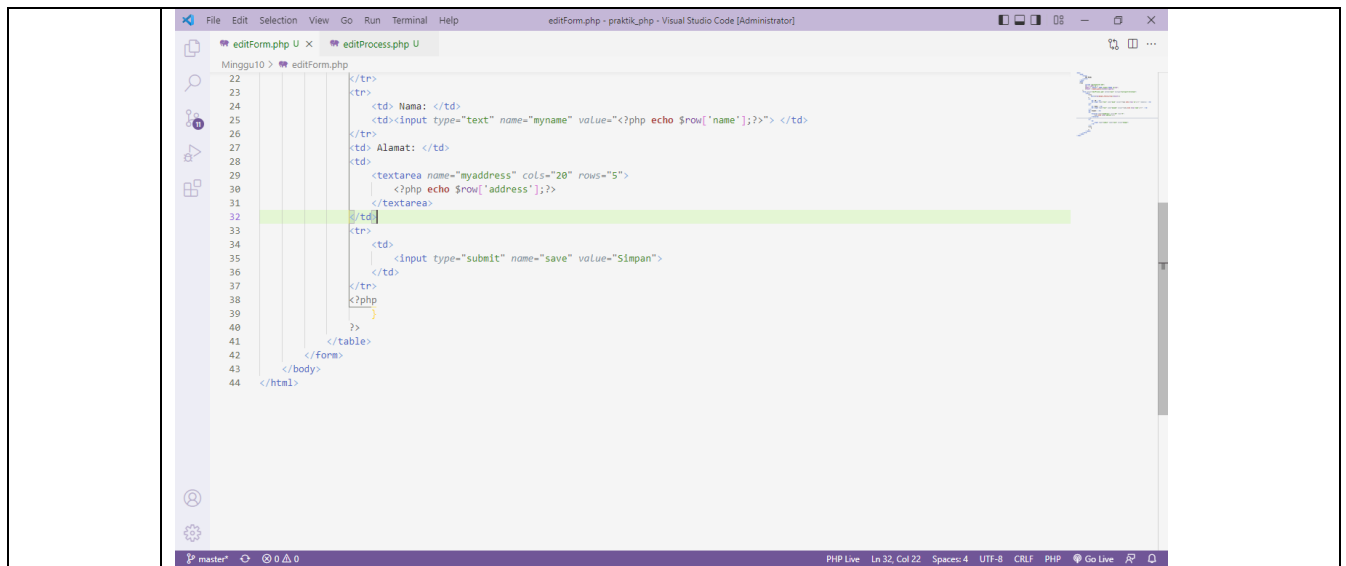 File Edit Selection View Go Run Terminal Help editForm.php - praktik_php - Visual Studio Code [Administrator]
editForm.php U × editProcess.php U
Minggu10 > editForm.php
22 </tr>
23 <tr>
24 <td> Nama: </td>
25 <td><input type="text" name="myname" value="<?php echo $row['name'];?>"> </td>
26 </tr>
27 <td> Alamat: </td>
28 <td>
29 <textarea name="myaddress" cols="20" rows="5">
30 <?php echo $row['address'];?>
31 </textarea>
32 </td>
33 <tr>
34 <td>
35 <input type="submit" name="save" value="Simpan">
36 </td>
37 </tr>
38 <?php
39 }
40 ?>
41 </table>
42 </form>
43 </body>
44 </html>
11
master* 0 0 PHP Live Ln 32, Col 22 Spaces: 4 UTF-8 CRLF PHP Go Live